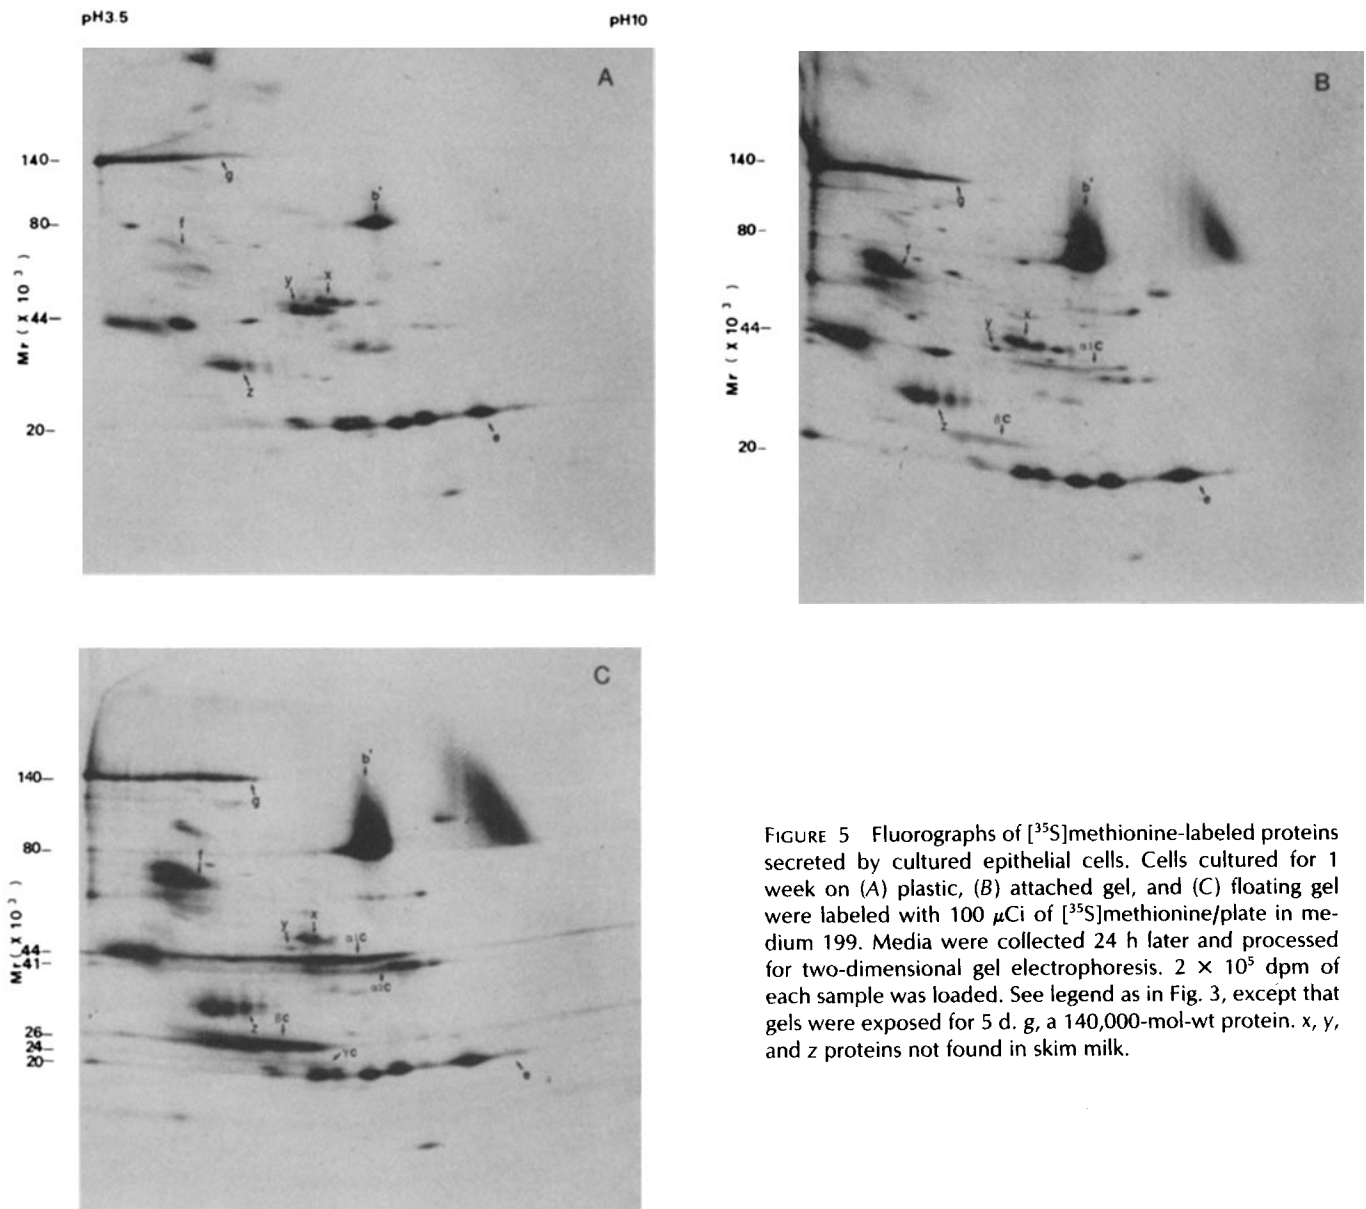 pH3.5 pH10
A
140–
g
b'
f
80–
y x
Mr ( x 10 ³ )
44–
z
20–
e
B
140–
g
b'
80–
f
Mr ( x 10 ³ )
44–
y x
α1C
z
βC
20–
e
C
140–
g
b'
80–
f
Mr ( x 10 ³ )
y x
α1C
44–
41–
z
βC
26–
24–
20–
γC
e
FIGURE 5 Fluorographs of [³⁵S]methionine-labeled proteins
secreted by cultured epithelial cells. Cells cultured for 1
week on (A) plastic, (B) attached gel, and (C) floating gel
were labeled with 100 μCi of [³⁵S]methionine/plate in me-
dium 199. Media were collected 24 h later and processed
for two-dimensional gel electrophoresis. 2 × 10⁵ dpm of
each sample was loaded. See legend as in Fig. 3, except that
gels were exposed for 5 d. g, a 140,000-mol-wt protein. x, y,
and z proteins not found in skim milk.